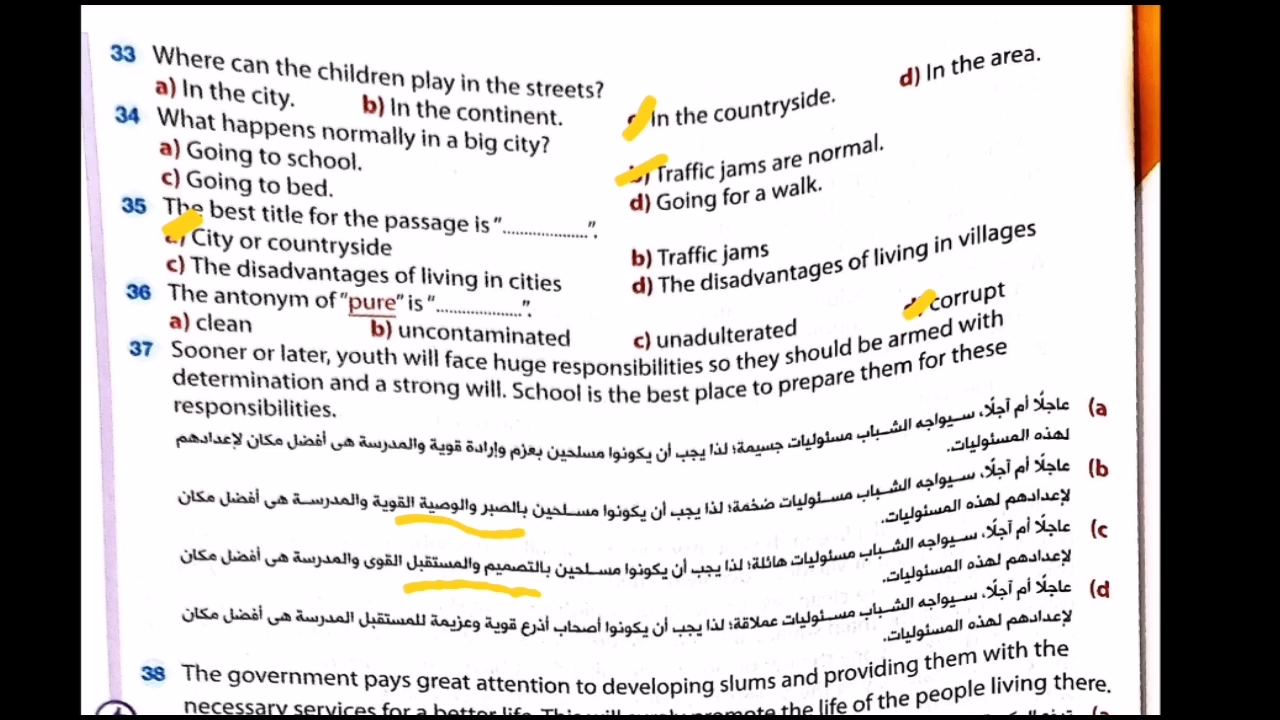 33 Where can the children play in the streets?
a) In the city. b) In the continent. In the countryside. d) In the area.
34 What happens normally in a big city?
a) Going to school. b) Traffic jams are normal.
c) Going to bed. d) Going for a walk.
35 The best title for the passage is "....................".
a) City or countryside b) Traffic jams
c) The disadvantages of living in cities d) The disadvantages of living in villages
36 The antonym of "pure" is "....................".
a) clean b) uncontaminated c) unadulterated corrupt
37 Sooner or later, youth will face huge responsibilities so they should be armed with
determination and a strong will. School is the best place to prepare them for these
responsibilities.
a) عاجلًا أم آجلًا، سيواجه الشباب مسئوليات جسيمة؛ لذا يجب أن يكونوا مسلحين بعزم وإرادة قوية والمدرسة هى أفضل مكان لإعدادهم
لهذه المسئوليات.
b) عاجلًا أم آجلًا، سيواجه الشباب مسئوليات ضخمة؛ لذا يجب أن يكونوا مسلحين بالصبر والوصية القوية والمدرسة هى أفضل مكان
لإعدادهم لهذه المسئوليات.
c) عاجلًا أم آجلًا، سيواجه الشباب مسئوليات هائلة؛ لذا يجب أن يكونوا مسلحين بالتصميم والمستقبل القوى والمدرسة هى أفضل مكان
لإعدادهم لهذه المسئوليات.
d) عاجلًا أم آجلًا، سيواجه الشباب مسئوليات عملاقة؛ لذا يجب أن يكونوا أصحاب أذرع قوية وعزيمة للمستقبل المدرسة هى أفضل مكان
لإعدادهم لهذه المسئوليات.
38 The government pays great attention to developing slums and providing them with the
necessary services for a better life. This will surely promote the life of the people living there.